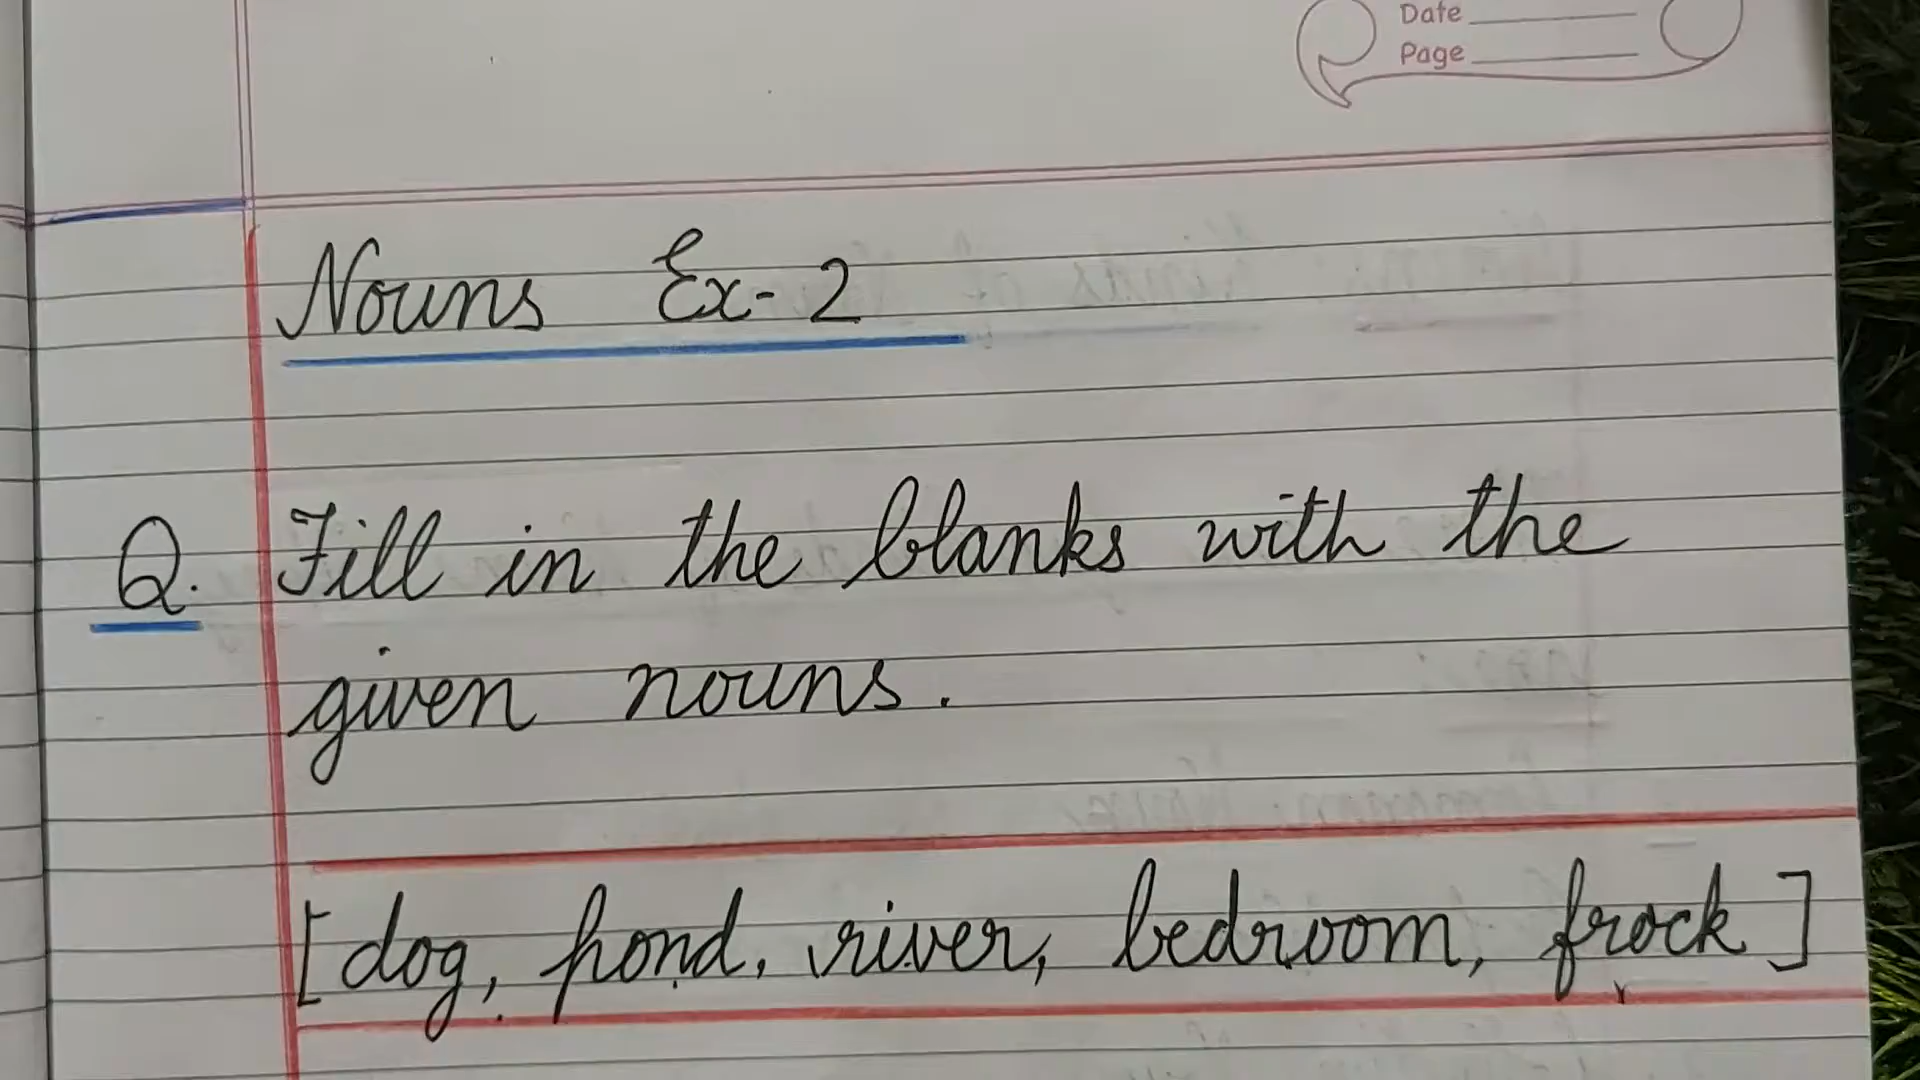 Date
Page
Nouns Ex-2
Q. Fill in the blanks with the
given nouns.
[dog, pond, river, bedroom, frock]